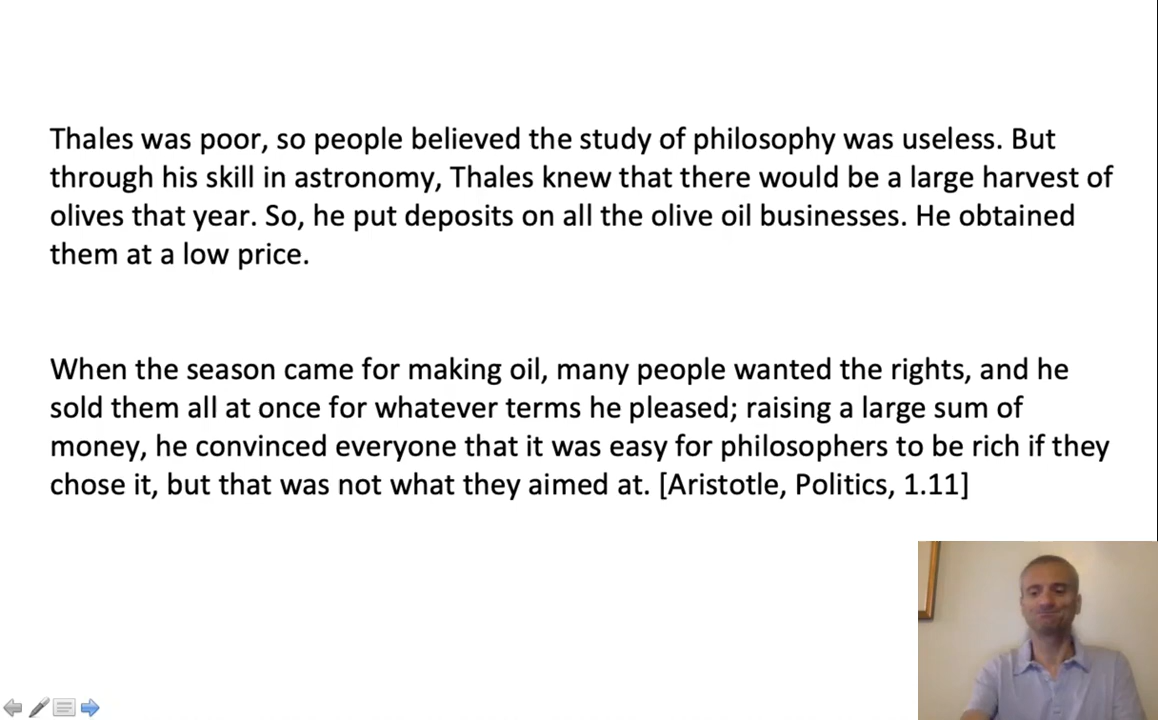 Thales was poor, so people believed the study of philosophy was useless. But
through his skill in astronomy, Thales knew that there would be a large harvest of
olives that year. So, he put deposits on all the olive oil businesses. He obtained
them at a low price.
When the season came for making oil, many people wanted the rights, and he
sold them all at once for whatever terms he pleased; raising a large sum of
money, he convinced everyone that it was easy for philosophers to be rich if they
chose it, but that was not what they aimed at. [Aristotle, Politics, 1.11]